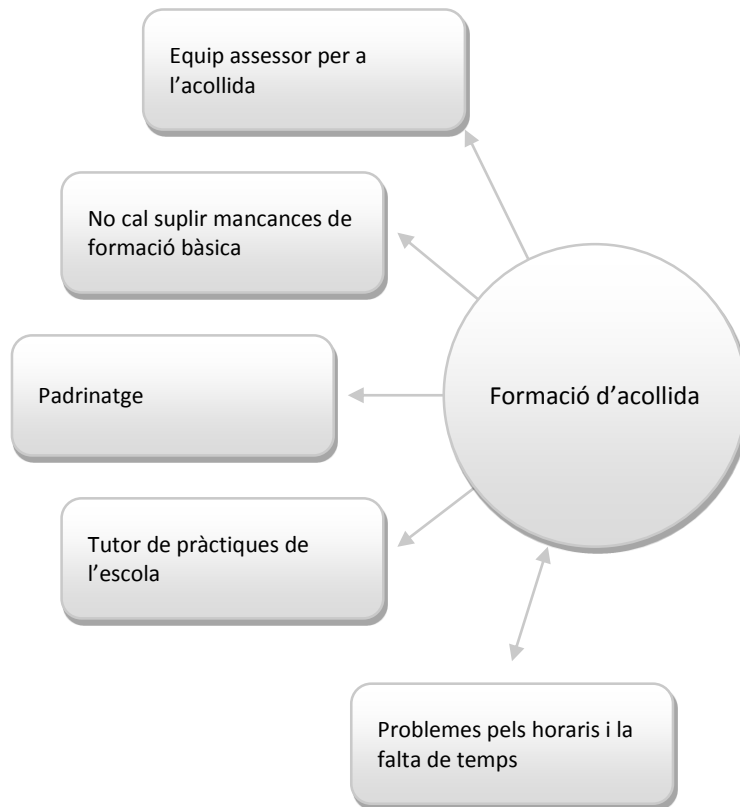 Equip assessor per a
l’acollida
No cal suplir mancances de
formació bàsica
Padrinatge
Formació d’acollida
Tutor de pràctiques de
l’escola
Problemes pels horaris i la
falta de temps